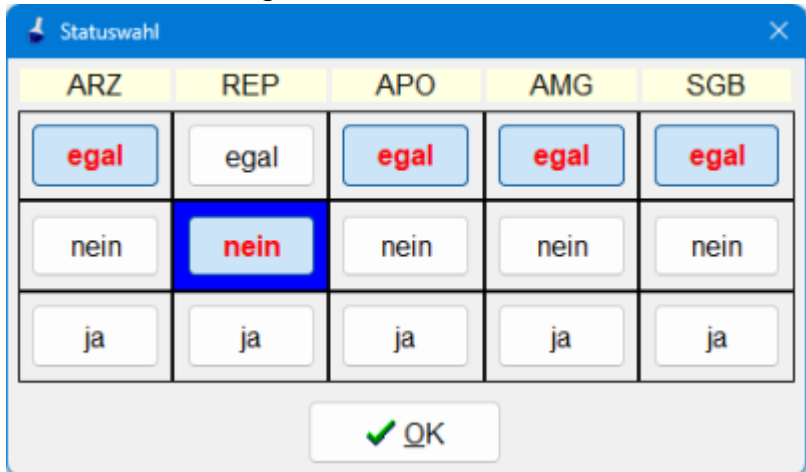 Statuswahl
ARZ REP APO AMG SGB
egal egal egal egal egal
nein nein nein nein nein
ja ja ja ja ja
OK